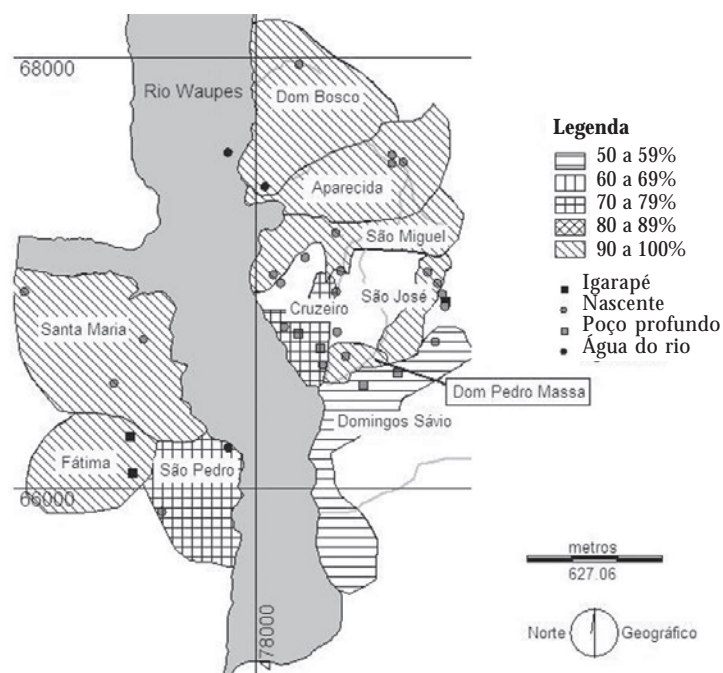 68000
Rio Waupes
Dom Bosco
Aparecida
São Miguel
São José
Cruzeiro
Santa Maria
Dom Pedro Massa
Domingos Sávio
Fátima
São Pedro
66000
478000
Legenda
50 a 59%
60 a 69%
70 a 79%
80 a 89%
90 a 100%
Igarapé
Nascente
Poço profundo
Água do rio
metros
627.06
Norte Geográfico